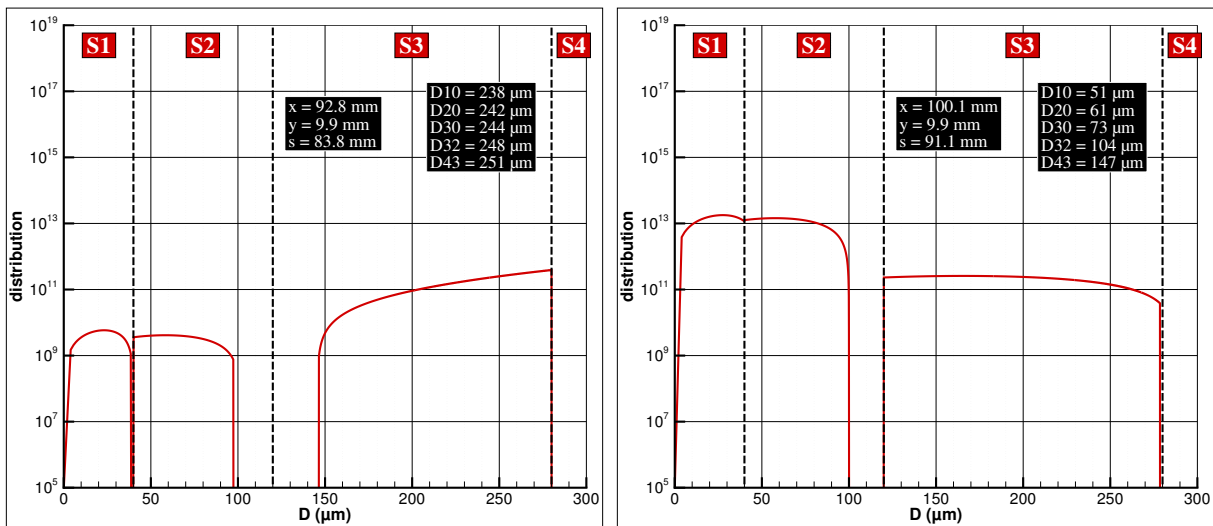 S1 S2 S3 S4
x = 92.8 mm
y = 9.9 mm
s = 83.8 mm
D10 = 238 µm
D20 = 242 µm
D30 = 244 µm
D32 = 248 µm
D43 = 251 µm
distribution
10^19
10^17
10^15
10^13
10^11
10^9
10^7
10^5
0 50 100 150 200 250 300
D (µm)
S1 S2 S3 S4
x = 100.1 mm
y = 9.9 mm
s = 91.1 mm
D10 = 51 µm
D20 = 61 µm
D30 = 73 µm
D32 = 104 µm
D43 = 147 µm
distribution
10^19
10^17
10^15
10^13
10^11
10^9
10^7
10^5
0 50 100 150 200 250 300
D (µm)